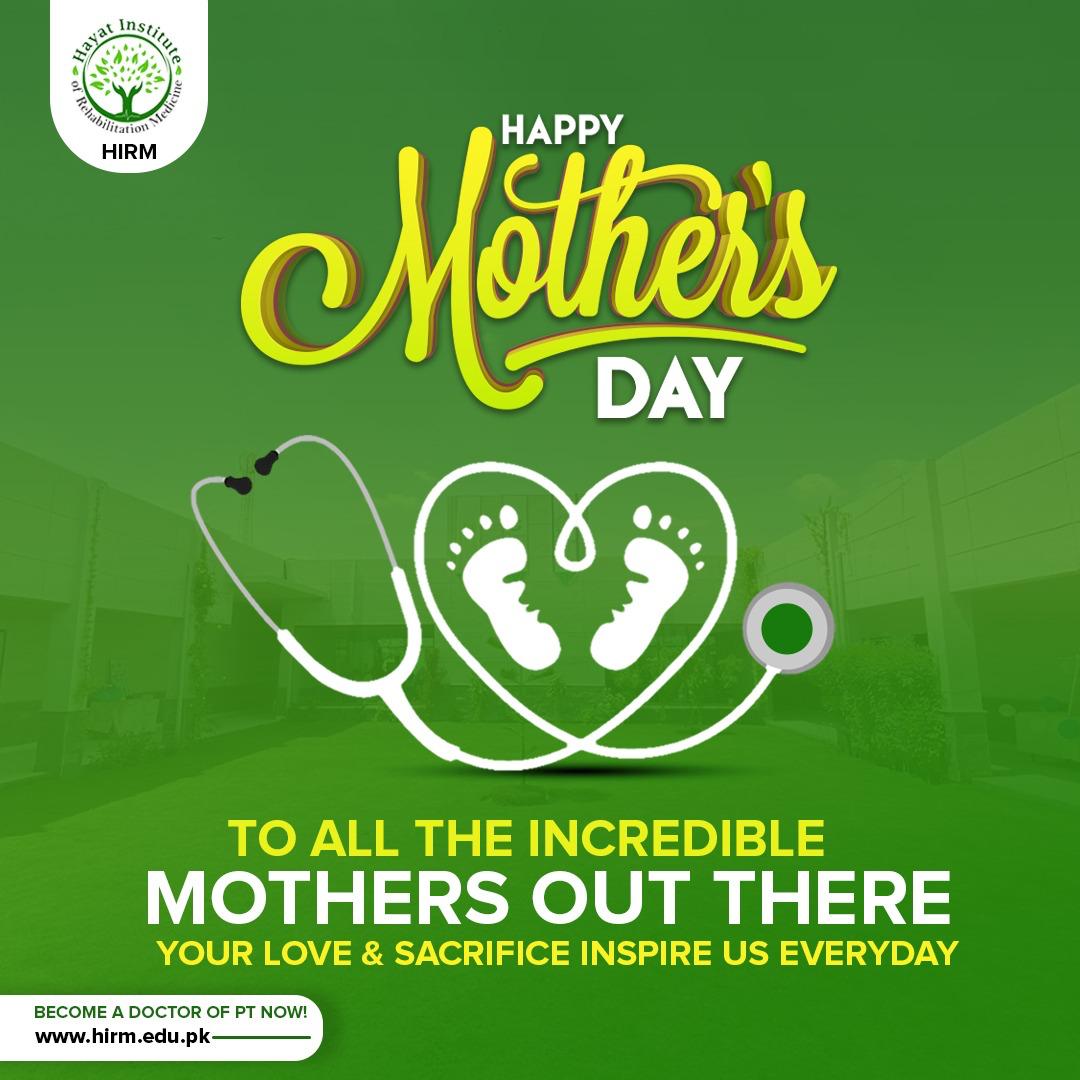 Hayat Institute
of Rehabilitation Medicine
HIRM
HAPPY
Mother's
DAY
TO ALL THE INCREDIBLE
MOTHERS OUT THERE
YOUR LOVE & SACRIFICE INSPIRE US EVERYDAY
BECOME A DOCTOR OF PT NOW!
www.hirm.edu.pk